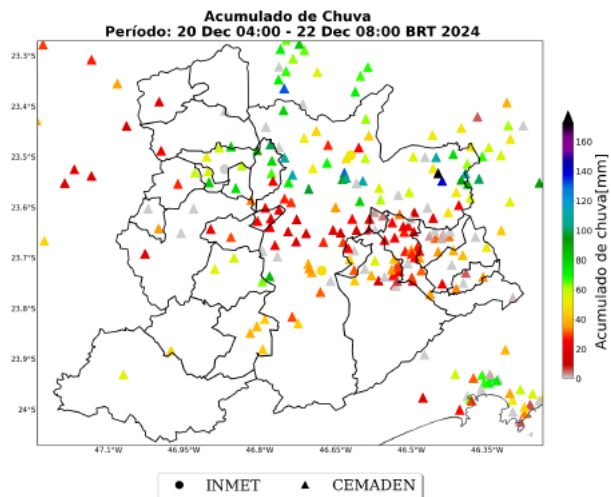 Acumulado de Chuva
Período: 20 Dec 04:00 - 22 Dec 08:00 BRT 2024
23.3°S
23.4°S
23.5°S
23.6°S
23.7°S
23.8°S
23.9°S
24°S
47.1°W
46.95°W
46.8°W
46.65°W
46.5°W
46.35°W
160
140
120
100
80
60
40
20
0
Acumulado de chuva[mm]
INMET
CEMADEN